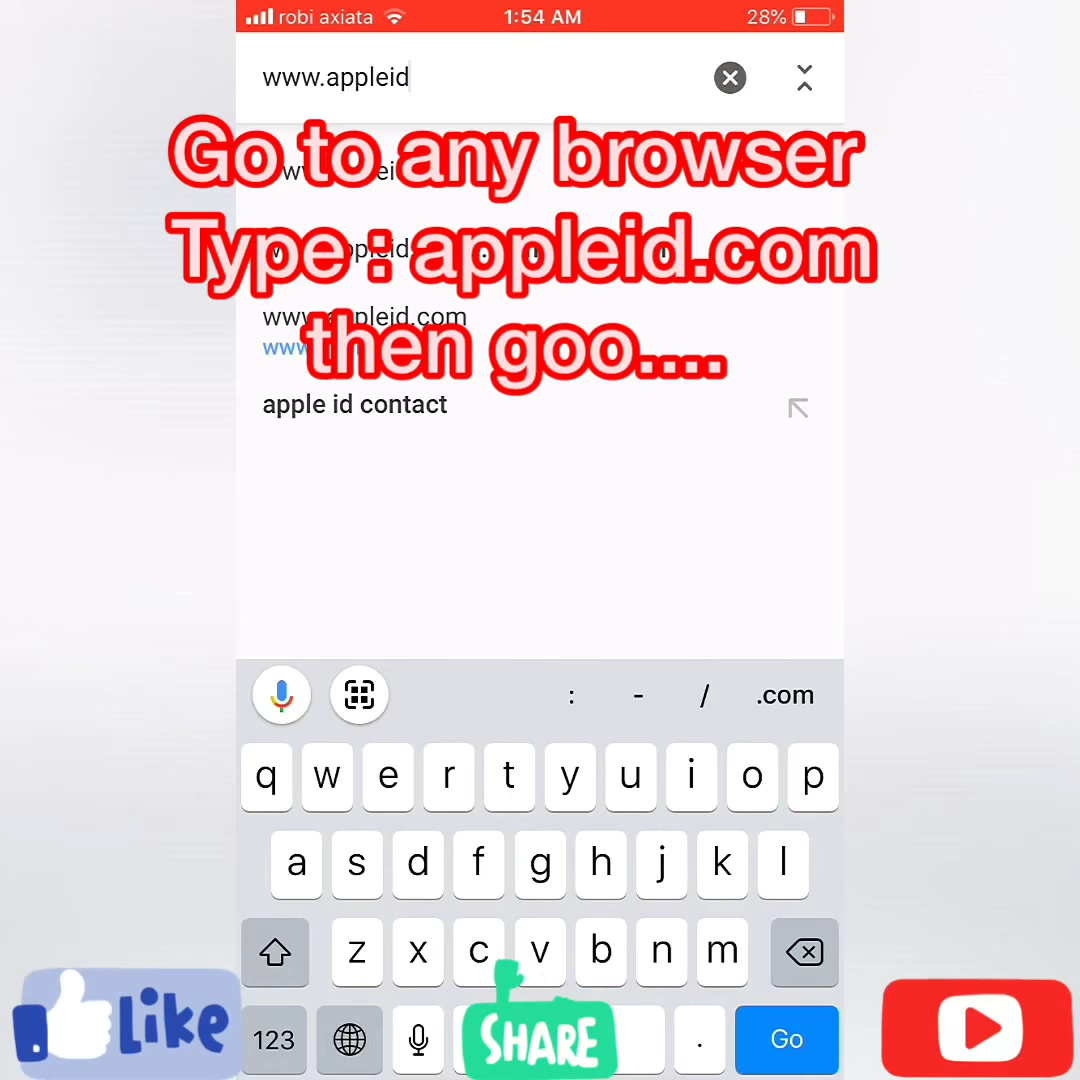 robi axiata 1:54 AM 28%
www.appleid
Go to any browser
Type : appleid.com
www.appleid.com
then goo....
www
apple id contact
: - / .com
q w e r t y u i o p
a s d f g h j k l
z x c v b n m
123 . Go
Like
SHARE